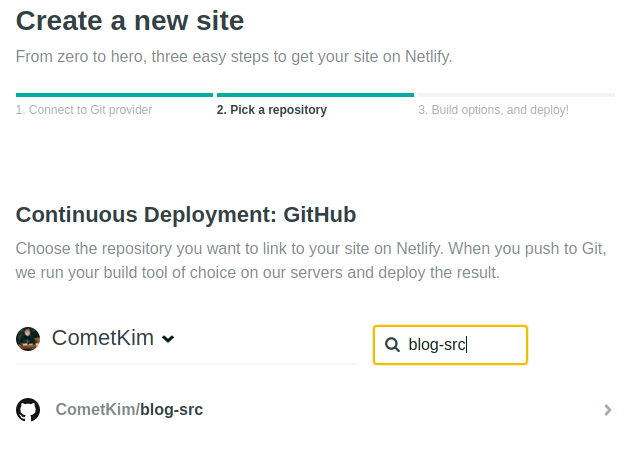 Create a new site
From zero to hero, three easy steps to get your site on Netlify.
1. Connect to Git provider
2. Pick a repository
3. Build options, and deploy!
Continuous Deployment: GitHub
Choose the repository you want to link to your site on Netlify. When you push to Git,
we run your build tool of choice on our servers and deploy the result.
CometKim
blog-src
CometKim/blog-src